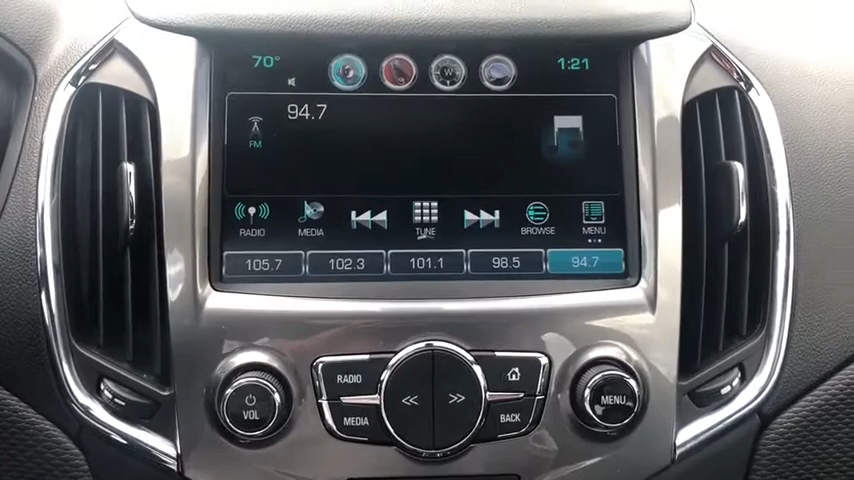 70° 1:21
94.7
FM
RADIO MEDIA TUNE BROWSE MENU
105.7 102.3 101.1 98.5 94.7
RADIO
VOL MEDIA BACK MENU